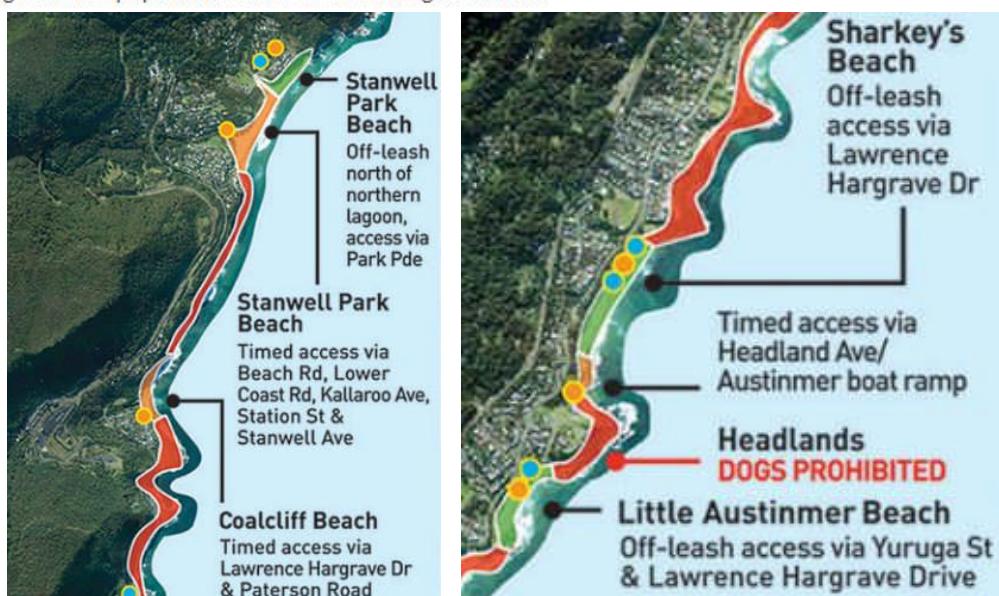 Stanwell
Park
Beach
Off-leash
north of
northern
lagoon,
access via
Park Pde
Stanwell Park
Beach
Timed access via
Beach Rd, Lower
Coast Rd, Kallaroo Ave,
Station St &
Stanwell Ave
Coalcliff Beach
Timed access via
Lawrence Hargrave Dr
& Paterson Road
Sharkey's
Beach
Off-leash
access via
Lawrence
Hargrave Dr
Timed access via
Headland Ave/
Austinmer boat ramp
Headlands
DOGS PROHIBITED
Little Austinmer Beach
Off-leash access via Yuruga St
& Lawrence Hargrave Drive